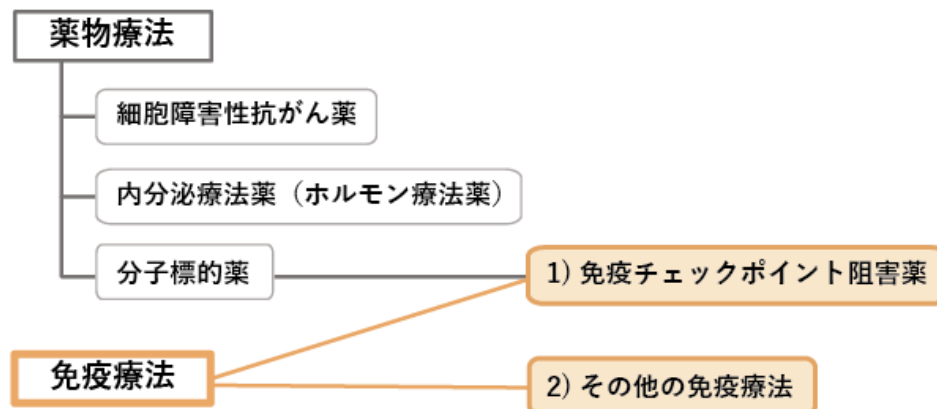 薬物療法
細胞障害性抗がん薬
内分泌療法薬（ホルモン療法薬）
分子標的薬
1) 免疫チェックポイント阻害薬
免疫療法
2) その他の免疫療法